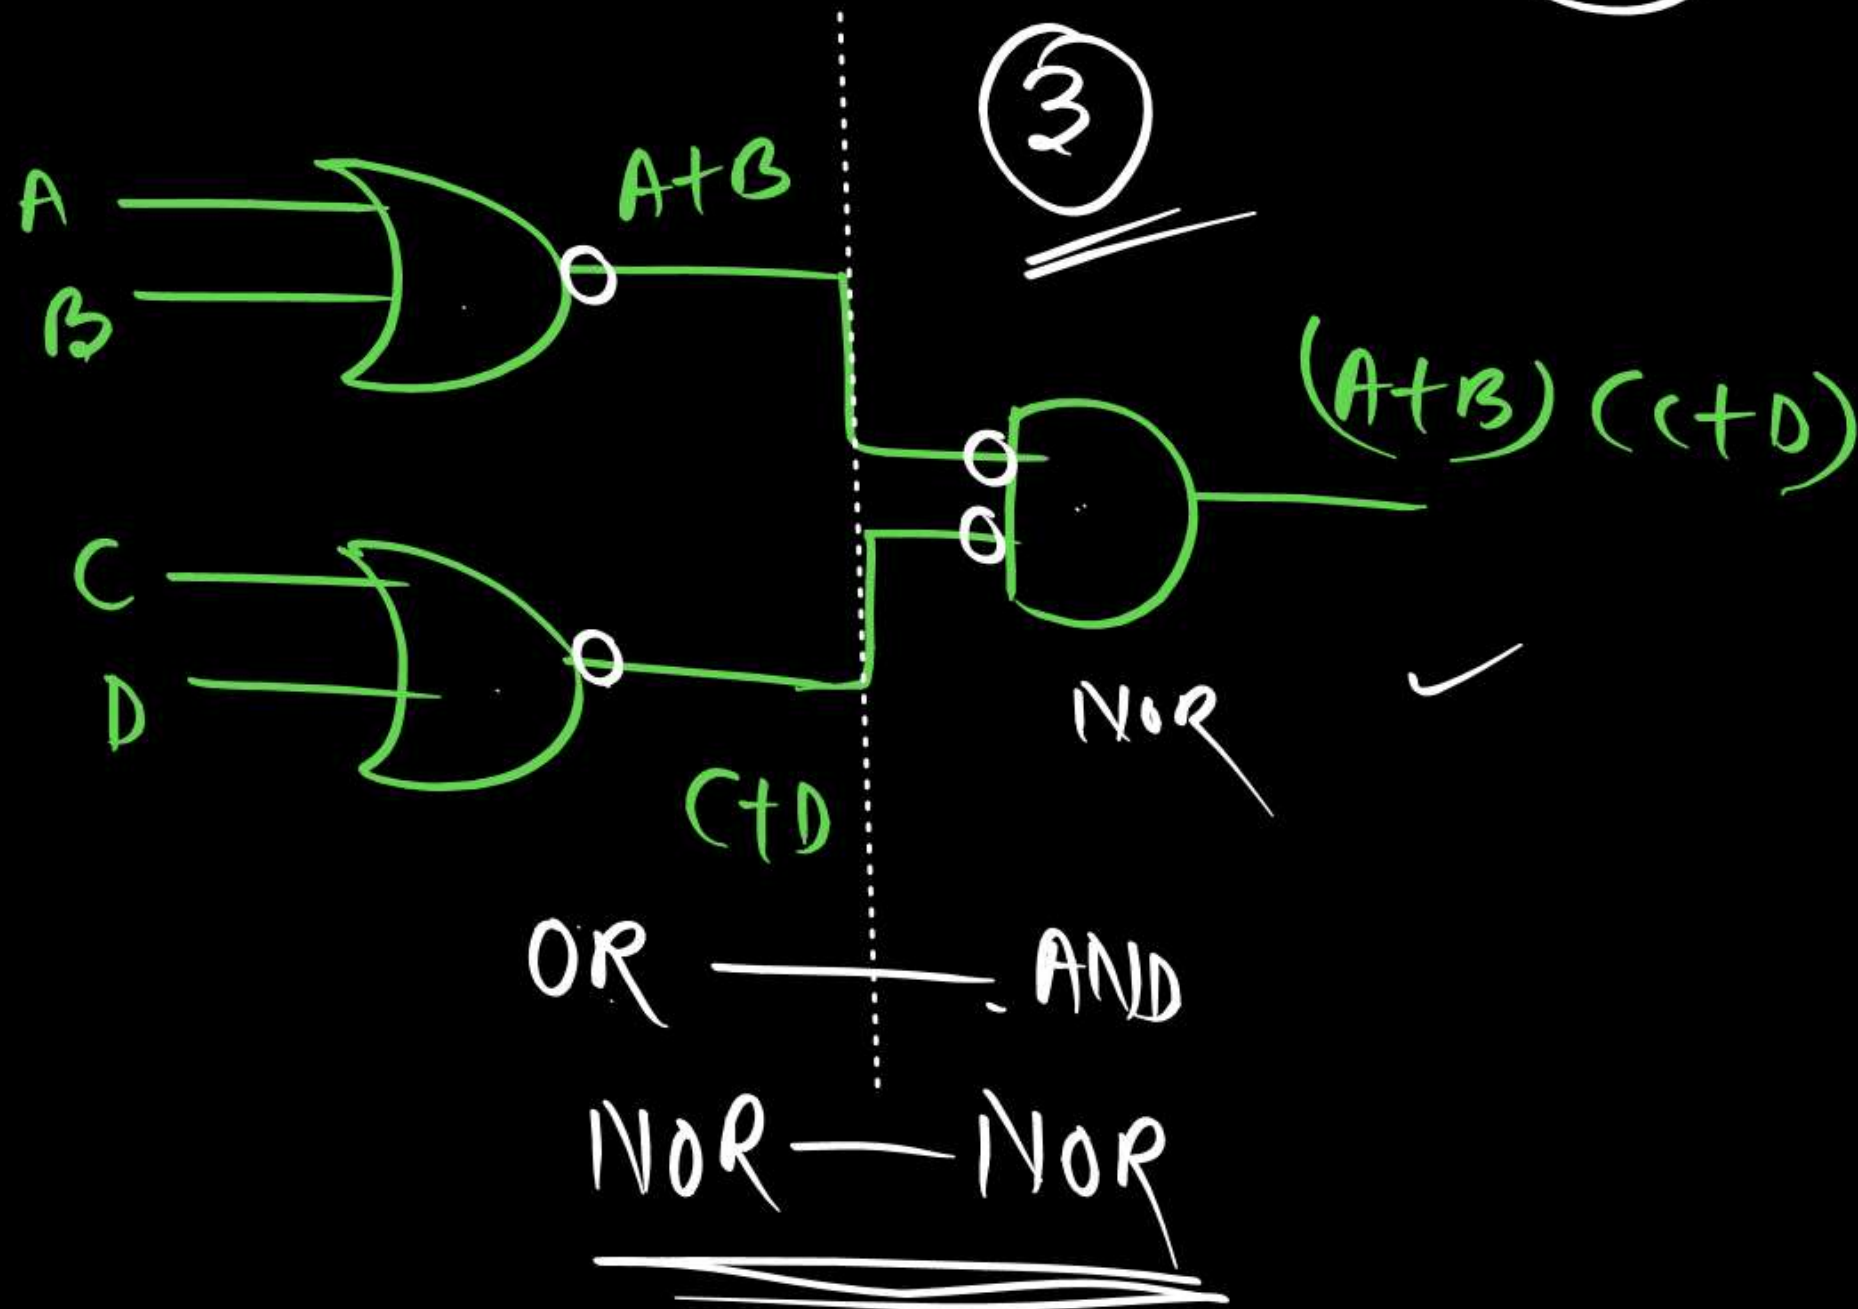 3
A
A+B
B
(A+B) (C+D)
C
D
NOR
C+D
OR — AND
NOR — NOR